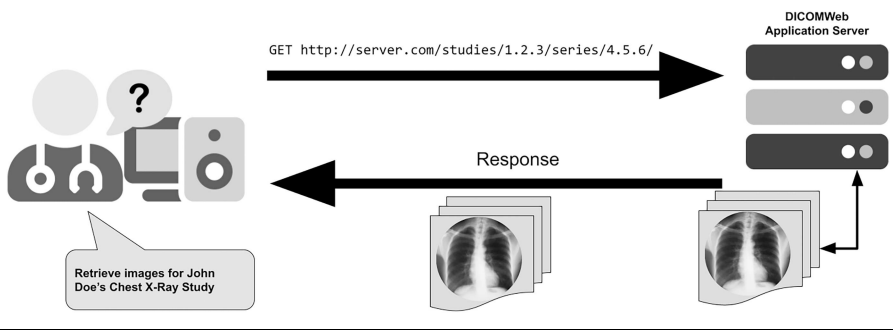 DICOMWeb
Application Server
GET http://server.com/studies/1.2.3/series/4.5.6/
?
Response
Retrieve images for John
Doe's Chest X-Ray Study